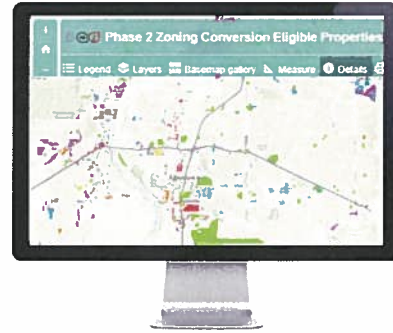 Phase 2 Zoning Conversion Eligible Properties
Legend Layers Basemap gallery Measure Details